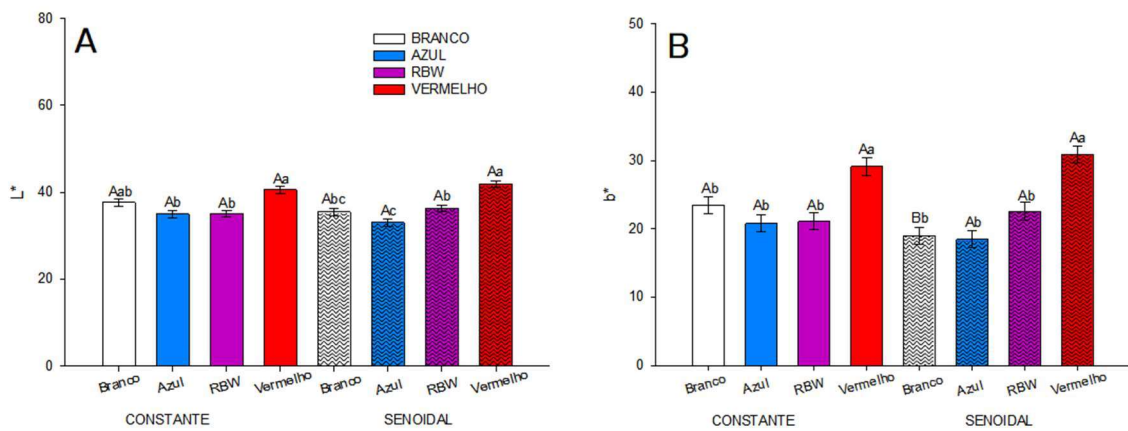 A
80
60
40
20
0
L*
BRANCO
AZUL
RBW
VERMELHO
Aab
Ab
Ab
Aa
Abc
Ac
Ab
Aa
Branco
Azul
RBW
Vermelho
Branco
Azul
RBW
Vermelho
CONSTANTE
SENOIDAL
B
50
40
30
20
10
0
b*
Ab
Ab
Ab
Aa
Bb
Ab
Ab
Aa
Branco
Azul
RBW
Vermelho
Branco
Azul
RBW
Vermelho
CONSTANTE
SENOIDAL